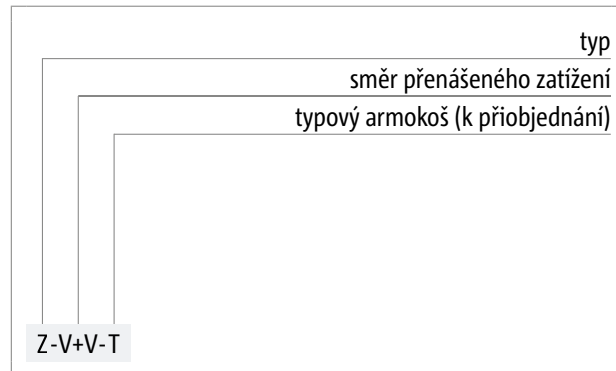 typ
směr přenášeného zatížení
typový armokoš (k přiobjednání)
Z-V+V-T